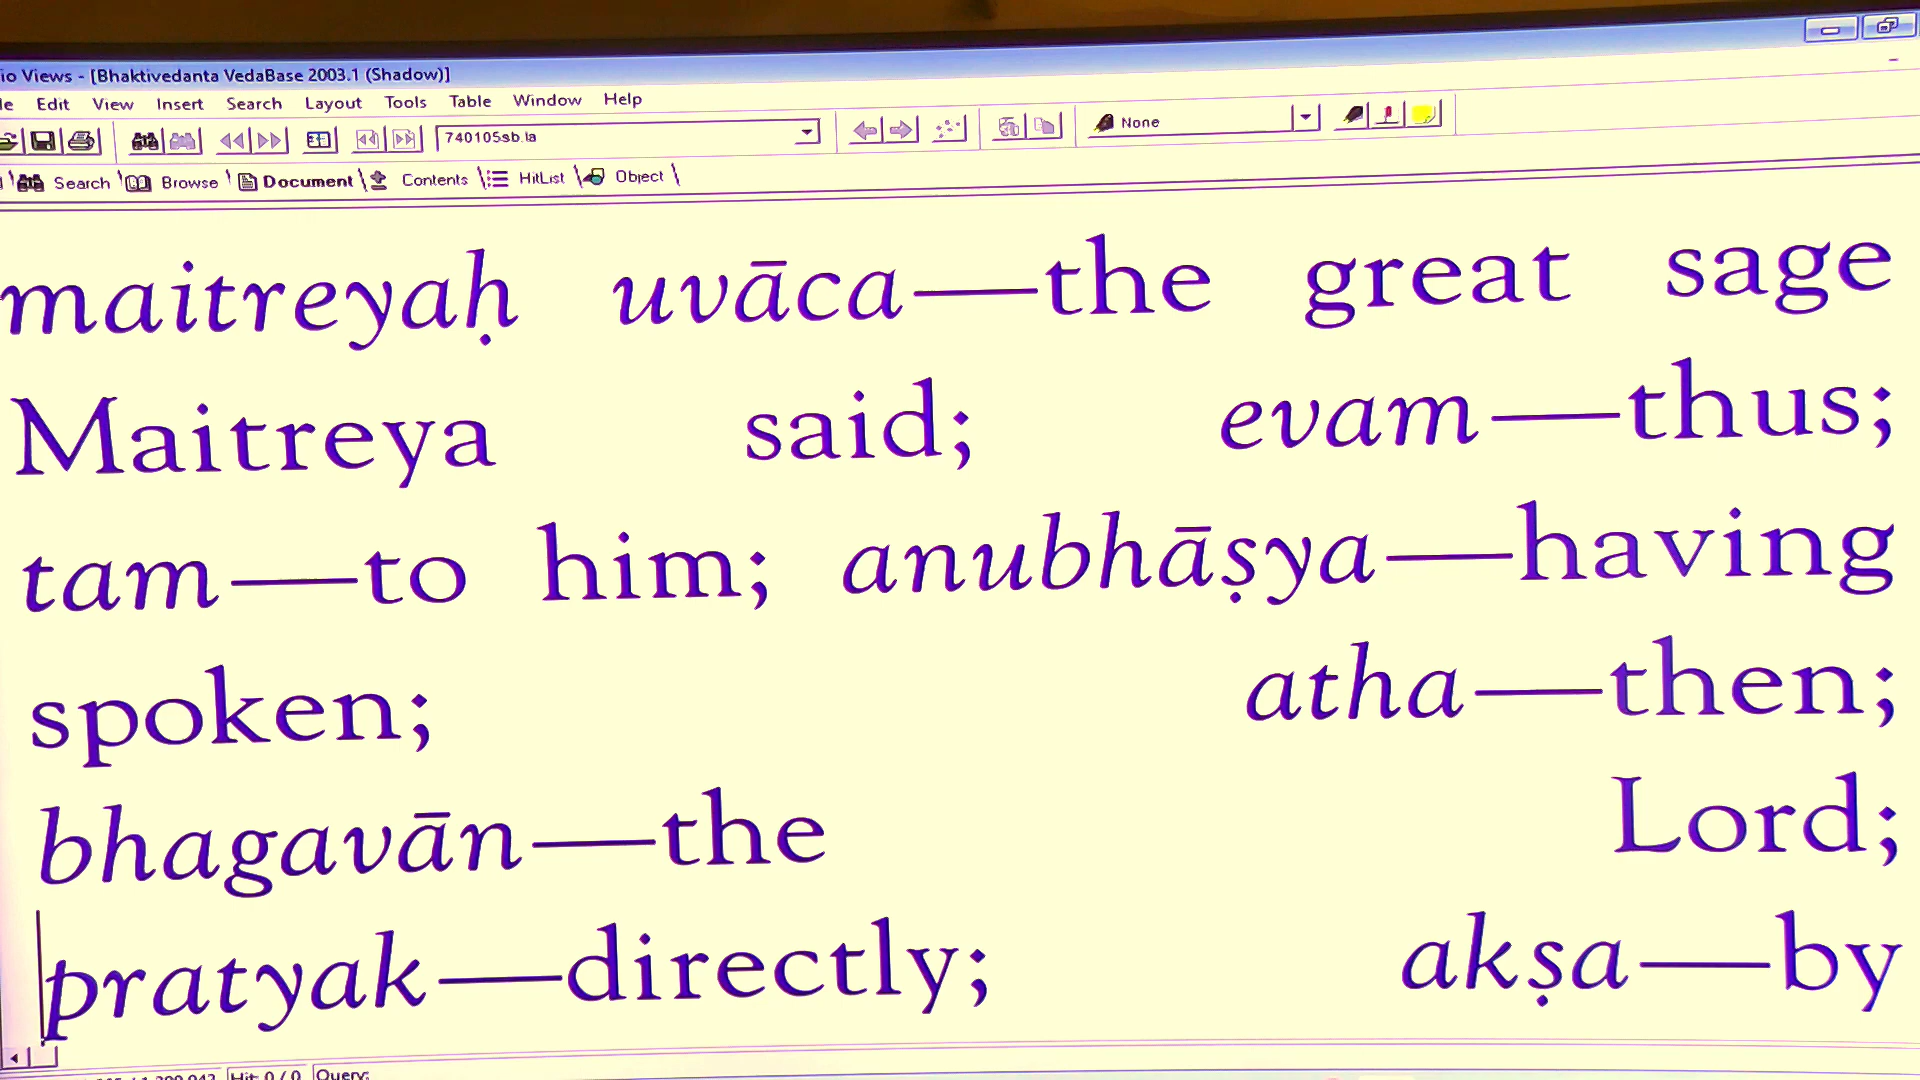 io Views - [Bhaktivedanta VedaBase 2003.1 (Shadow)]
le Edit View Insert Search Layout Tools Table Window Help
740105sb.la None
Search Browse Document Contents HitList Object
maitreyaḥ uvāca—the great sage
Maitreya said; evam—thus;
tam—to him; anubhāṣya—having
spoken; atha—then;
bhagavān—the Lord;
pratyak—directly; akṣa—by
Hit: 0 / 0 Query: